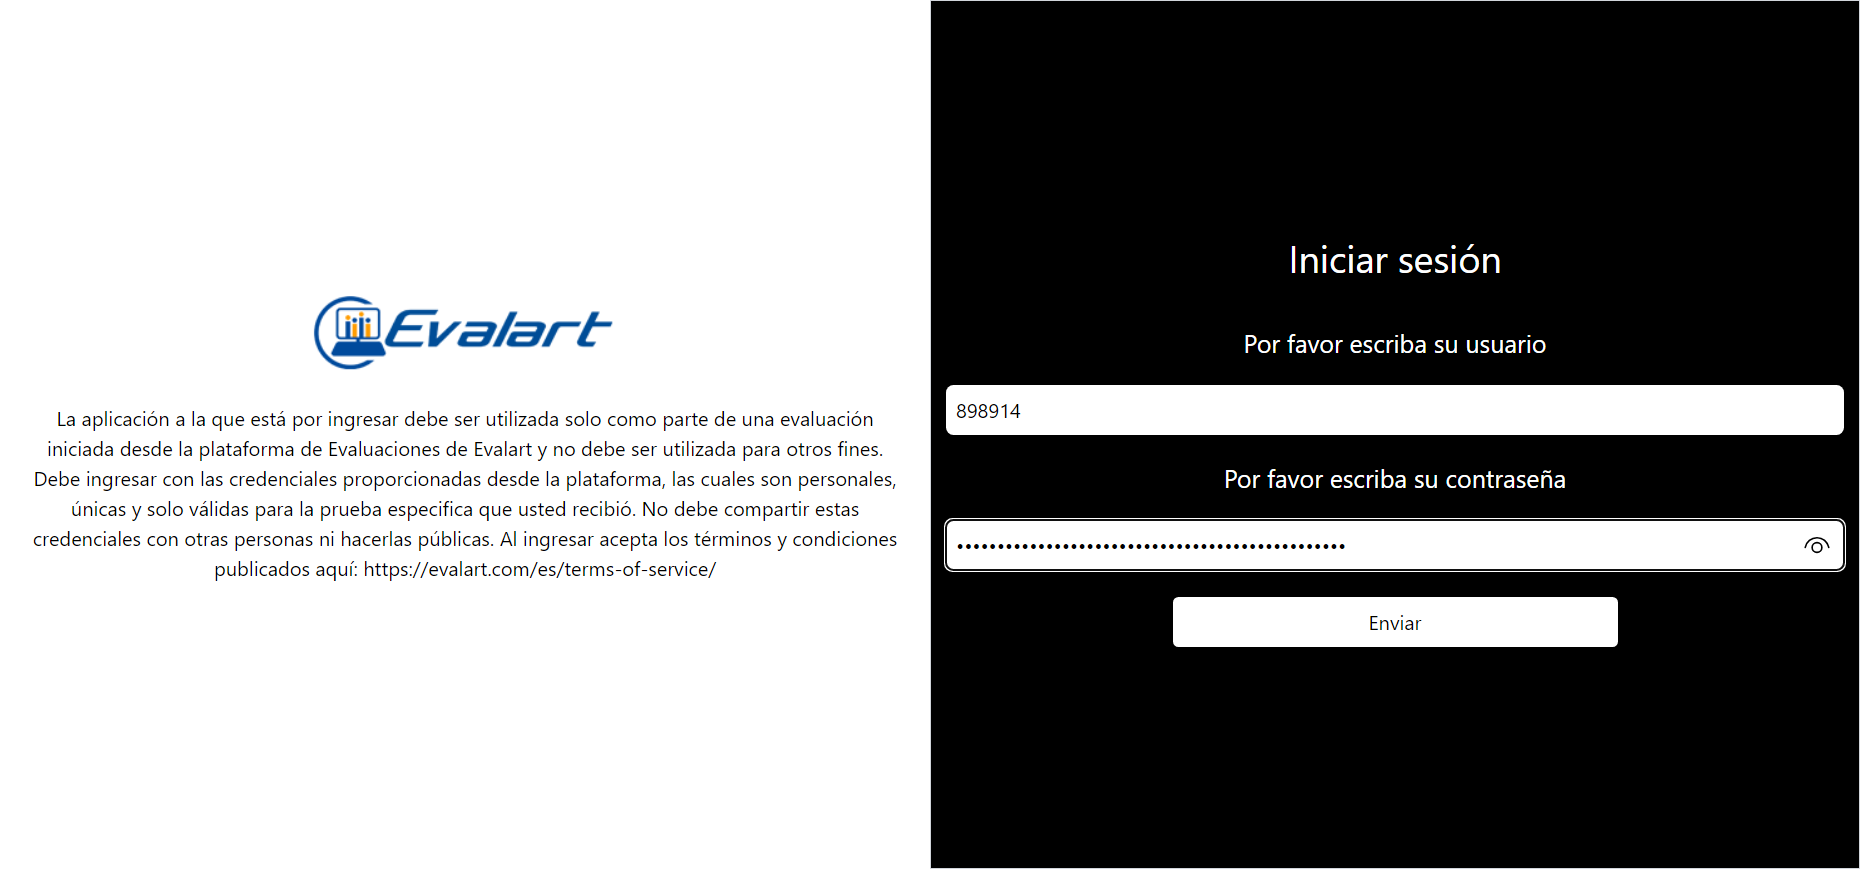 Evalart
La aplicación a la que está por ingresar debe ser utilizada solo como parte de una evaluación
iniciada desde la plataforma de Evaluaciones de Evalart y no debe ser utilizada para otros fines.
Debe ingresar con las credenciales proporcionadas desde la plataforma, las cuales son personales,
únicas y solo válidas para la prueba especifica que usted recibió. No debe compartir estas
credenciales con otras personas ni hacerlas públicas. Al ingresar acepta los términos y condiciones
publicados aquí: https://evalart.com/es/terms-of-service/
Iniciar sesión
Por favor escriba su usuario
898914
Por favor escriba su contraseña
Enviar